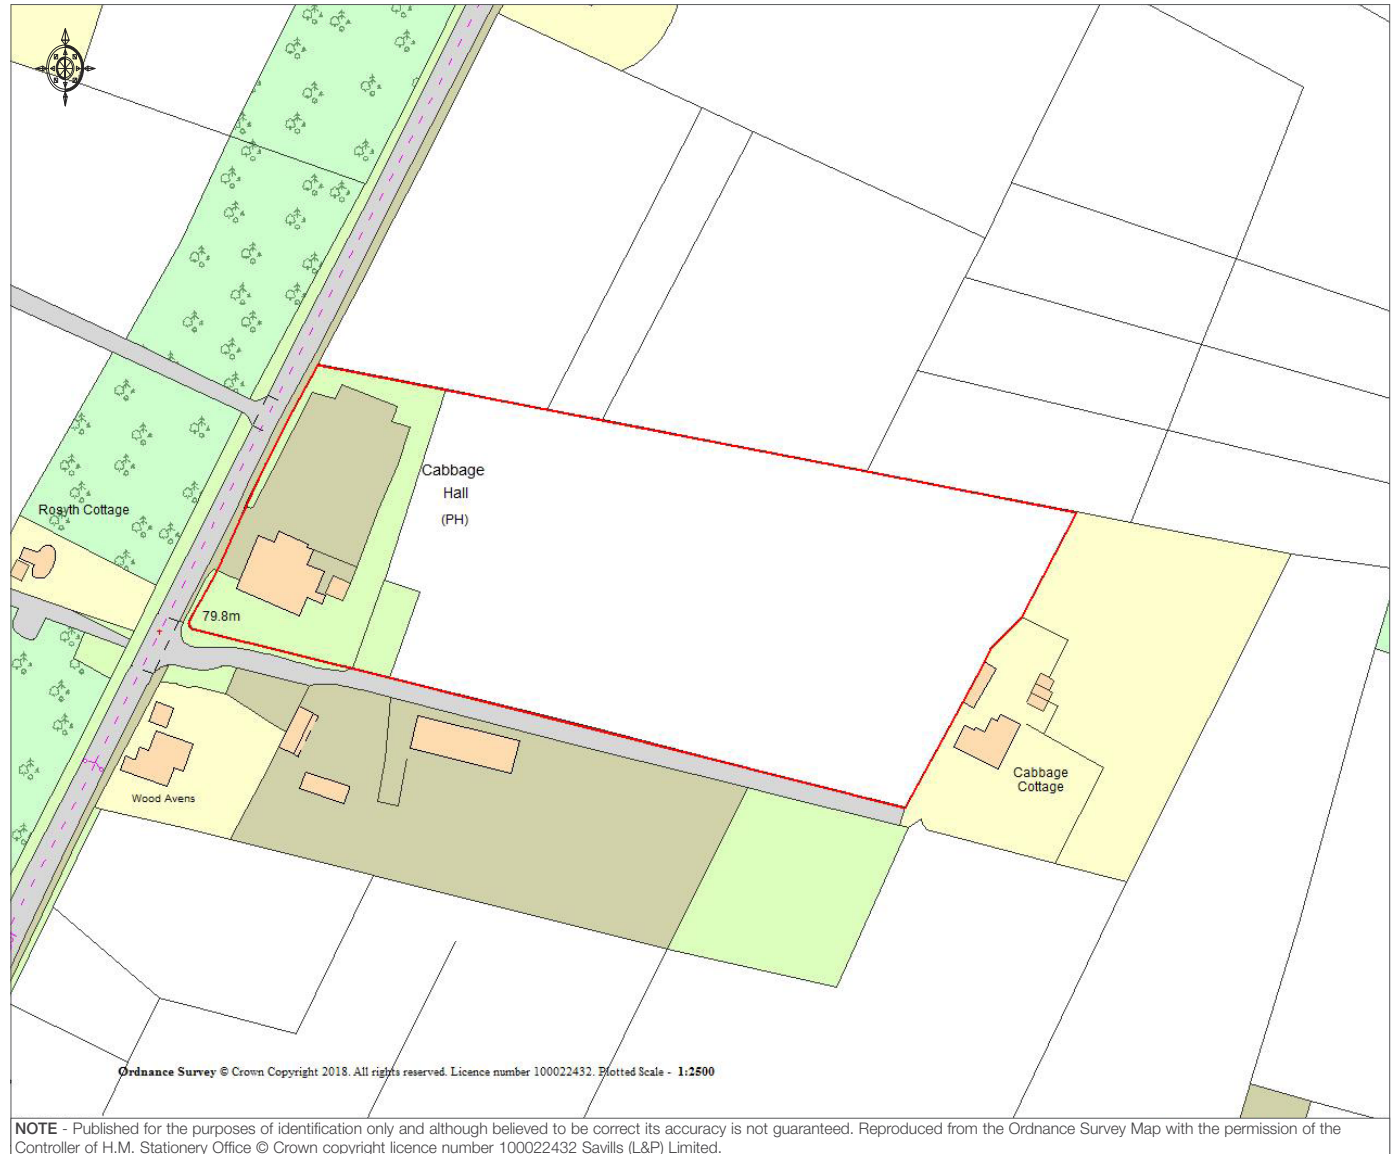 Cabbage
Hall
(PH)
Rosyth Cottage
79.8m
Cabbage
Cottage
Wood Avens
Ordnance Survey © Crown Copyright 2018. All rights reserved. Licence number 100022432. Plotted Scale - 1:2500
NOTE - Published for the purposes of identification only and although believed to be correct its accuracy is not guaranteed. Reproduced from the Ordnance Survey Map with the permission of the
Controller of H.M. Stationery Office © Crown copyright licence number 100022432 Savills (L&P) Limited.